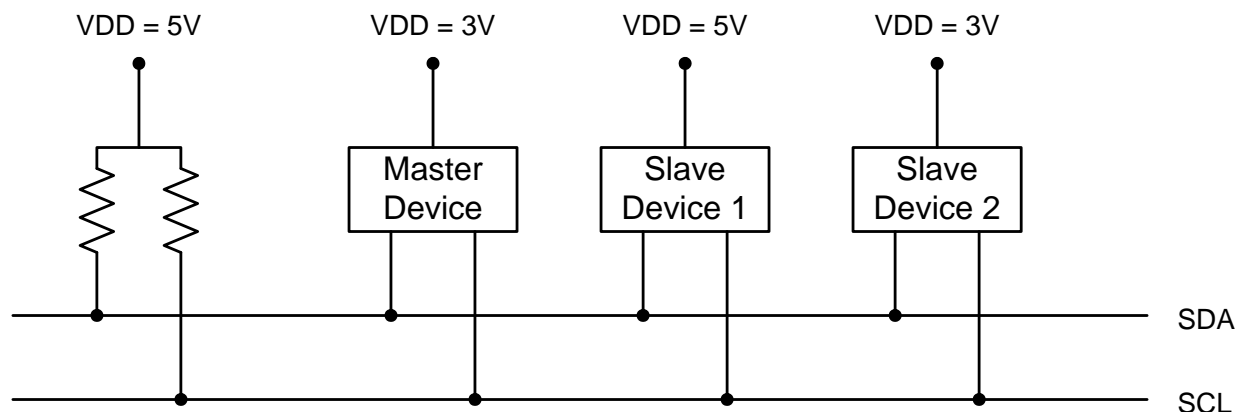 VDD = 5V
VDD = 3V
VDD = 5V
VDD = 3V
Master
Device
Slave
Device 1
Slave
Device 2
SDA
SCL